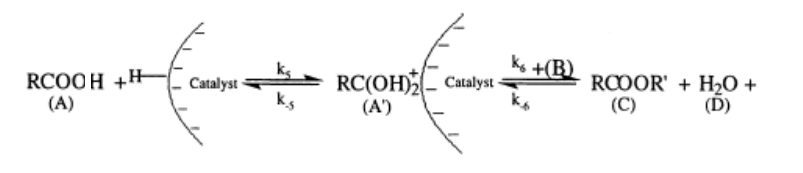 RCOOH + H— Catalyst k5 k-5 RC(OH)2+ Catalyst k6 +(B) k-6 RCOOR' + H2O +
(A) (A') (C) (D)